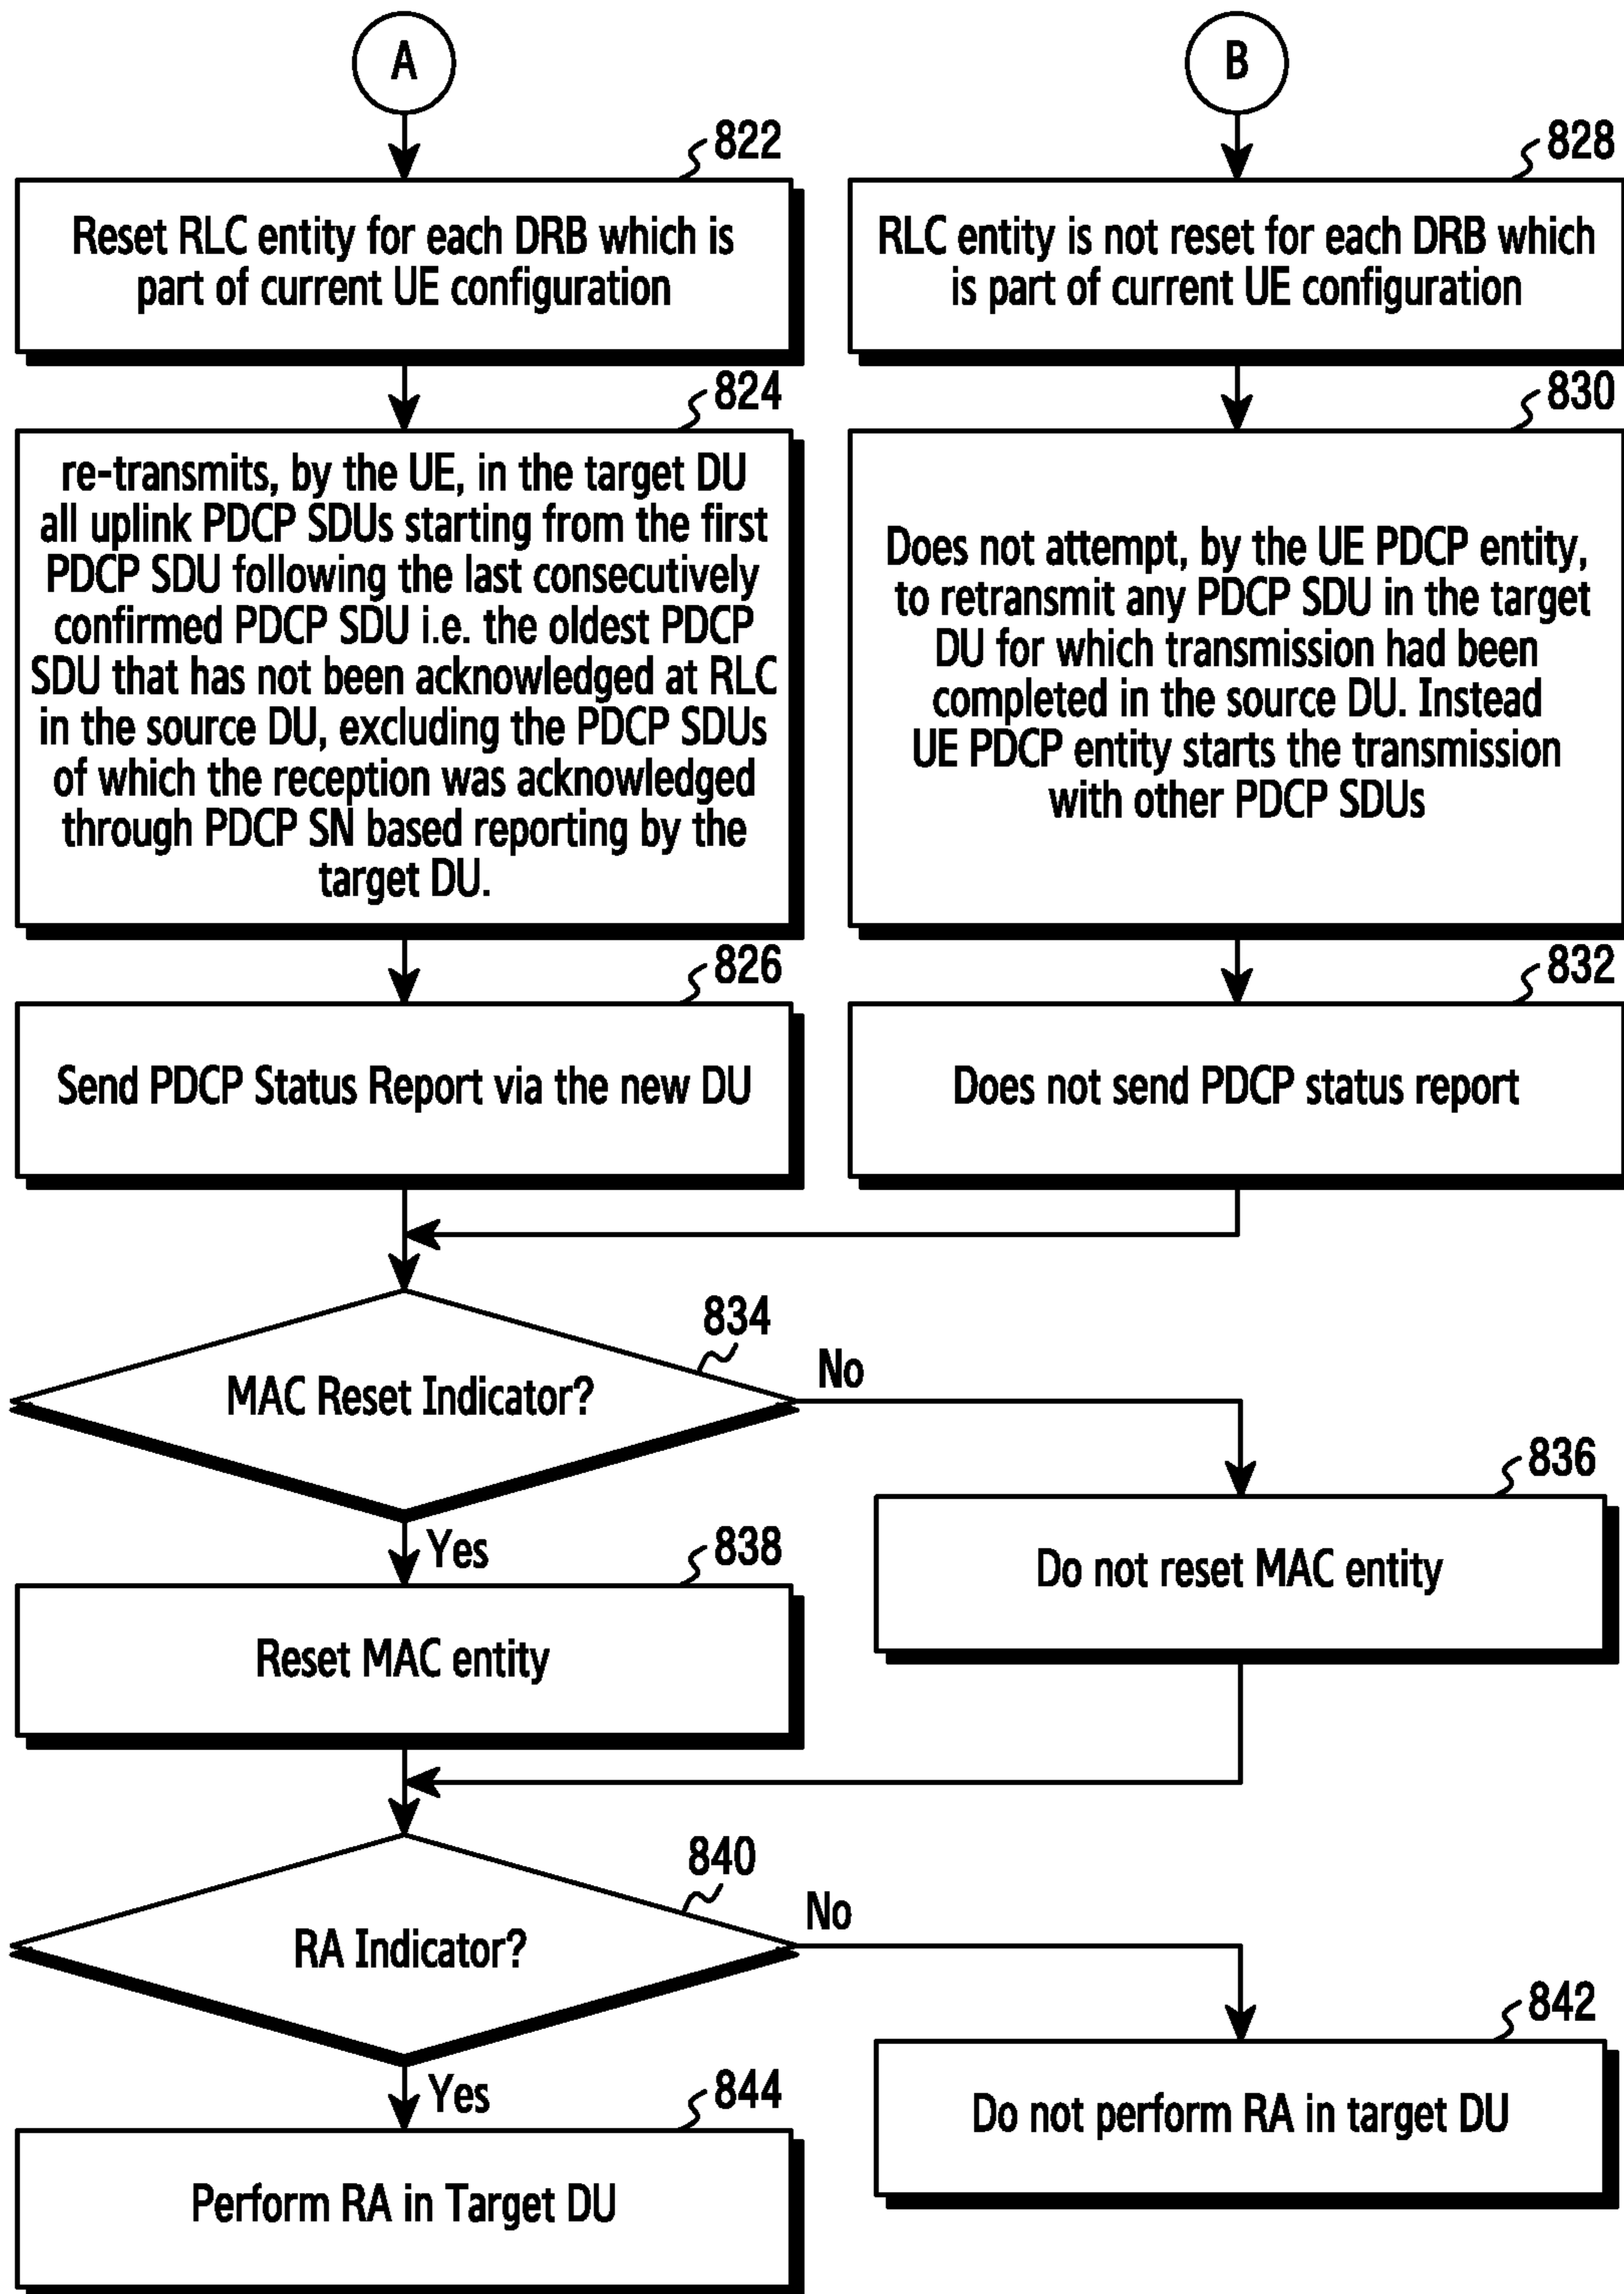 A
822
Reset RLC entity for each DRB which is
part of current UE configuration
824
re-transmits, by the UE, in the target DU
all uplink PDCP SDUs starting from the first
PDCP SDU following the last consecutively
confirmed PDCP SDU i.e. the oldest PDCP
SDU that has not been acknowledged at RLC
in the source DU, excluding the PDCP SDUs
of which the reception was acknowledged
through PDCP SN based reporting by the
target DU.
826
Send PDCP Status Report via the new DU
B
828
RLC entity is not reset for each DRB which
is part of current UE configuration
830
Does not attempt, by the UE PDCP entity,
to retransmit any PDCP SDU in the target
DU for which transmission had been
completed in the source DU. Instead
UE PDCP entity starts the transmission
with other PDCP SDUs
832
Does not send PDCP status report
834
MAC Reset Indicator?
No
836
Do not reset MAC entity
Yes
838
Reset MAC entity
840
RA Indicator?
No
842
Do not perform RA in target DU
Yes
844
Perform RA in Target DU